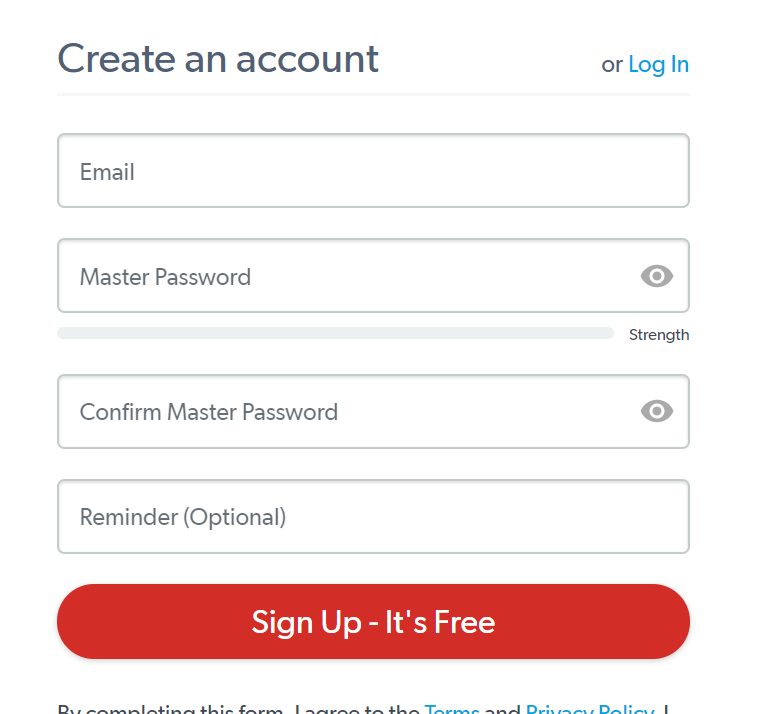 Create an account
or Log In
Email
Master Password
Strength
Confirm Master Password
Reminder (Optional)
Sign Up - It's Free
By completing this form, I agree to the Terms and Privacy Policy. I